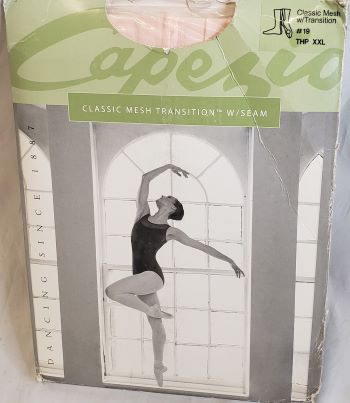 Classic Mesh
w/Transition
#19
THP XXL
Capezio
CLASSIC MESH TRANSITION™ W/SEAM
DANCING SINCE 1887